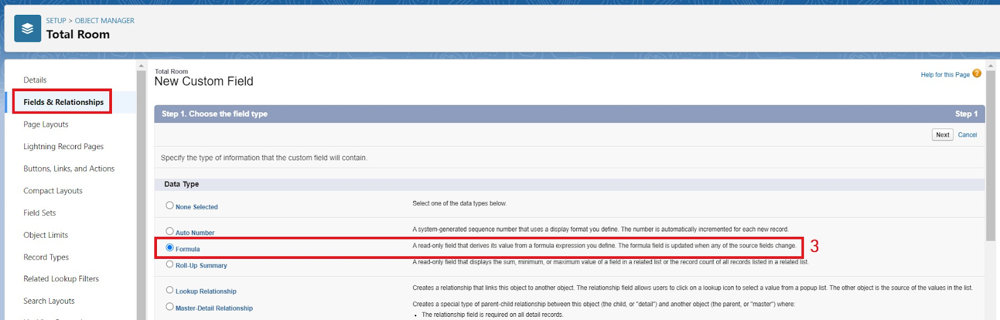 SETUP > OBJECT MANAGER
Total Room
Details
Fields & Relationships
Page Layouts
Lightning Record Pages
Buttons, Links, and Actions
Compact Layouts
Field Sets
Object Limits
Record Types
Related Lookup Filters
Search Layouts
Total Room
New Custom Field
Help for this Page ?
Step 1. Choose the field type Step 1
Next Cancel
Specify the type of information that the custom field will contain.
Data Type
None Selected Select one of the data types below.
Auto Number A system-generated sequence number that uses a display format you define. The number is automatically incremented for each new record.
Formula A read-only field that derives its value from a formula expression you define. The formula field is updated when any of the source fields change. 3
Roll-Up Summary A read-only field that displays the sum, minimum, or maximum value of a field in a related list or the record count of all records listed in a related list.
Lookup Relationship Creates a relationship that links this object to another object. The relationship field allows users to click on a lookup icon to select a value from a popup list. The other object is the source of the values in the list.
Master-Detail Relationship Creates a special type of parent-child relationship between this object (the child, or "detail") and another object (the parent, or "master") where:
• The relationship field is required on all detail records.